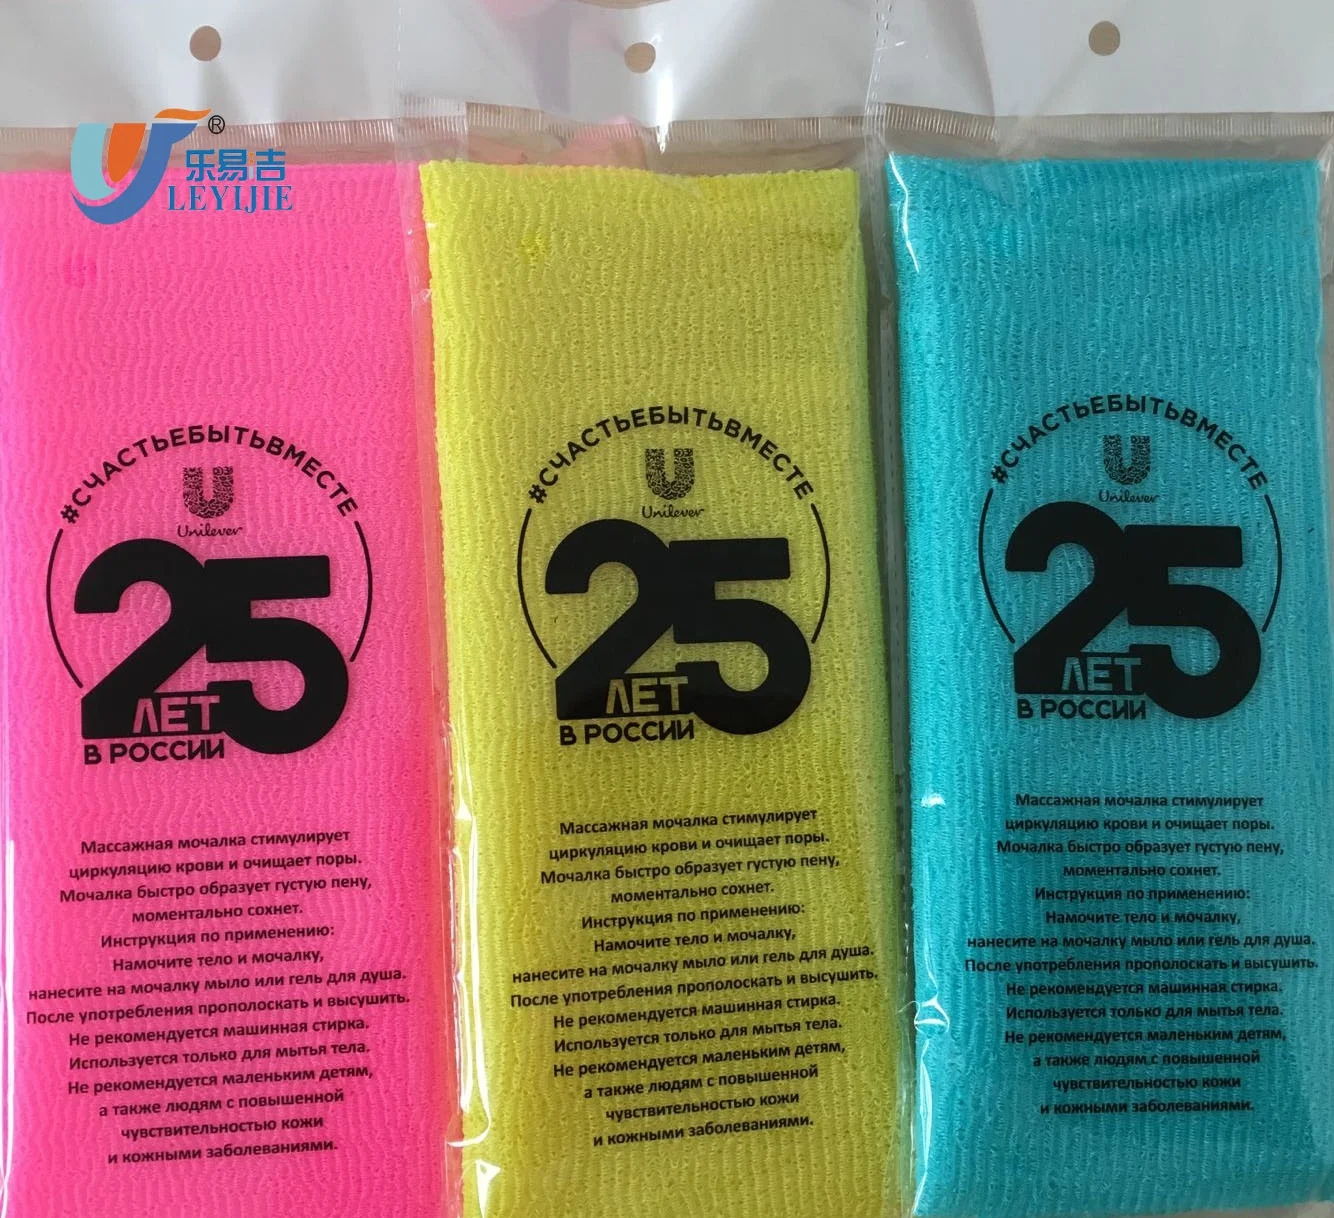 ®
乐易吉
LEYIJIE
#СЧАСТЬЕБЫТЬВМЕСТЕ
U
Unilever
25
ЛЕТ
В РОССИИ
Массажная мочалка стимулирует
циркуляцию крови и очищает поры.
Мочалка быстро образует густую пену,
моментально сохнет.
Инструкция по применению:
Намочите тело и мочалку,
нанесите на мочалку мыло или гель для душа.
После употребления прополоскать и высушить.
Не рекомендуется машинная стирка.
Используется только для мытья тела.
Не рекомендуется маленьким детям,
а также людям с повышенной
чувствительностью кожи
и кожными заболеваниями.
#СЧАСТЬЕБЫТЬВМЕСТЕ
U
Unilever
25
ЛЕТ
В РОССИИ
Массажная мочалка стимулирует
циркуляцию крови и очищает поры.
Мочалка быстро образует густую пену,
моментально сохнет.
Инструкция по применению:
Намочите тело и мочалку,
нанесите на мочалку мыло или гель для душа.
После употребления прополоскать и высушить.
Не рекомендуется машинная стирка.
Используется только для мытья тела.
Не рекомендуется маленьким детям,
а также людям с повышенной
чувствительностью кожи
и кожными заболеваниями.
#СЧАСТЬЕБЫТЬВМЕСТЕ
U
Unilever
25
ЛЕТ
В РОССИИ
Массажная мочалка стимулирует
циркуляцию крови и очищает поры.
Мочалка быстро образует густую пену,
моментально сохнет.
Инструкция по применению:
Намочите тело и мочалку,
нанесите на мочалку мыло или гель для душа.
После употребления прополоскать и высушить.
Не рекомендуется машинная стирка.
Используется только для мытья тела.
Не рекомендуется маленьким детям,
а также людям с повышенной
чувствительностью кожи
и кожными заболеваниями.